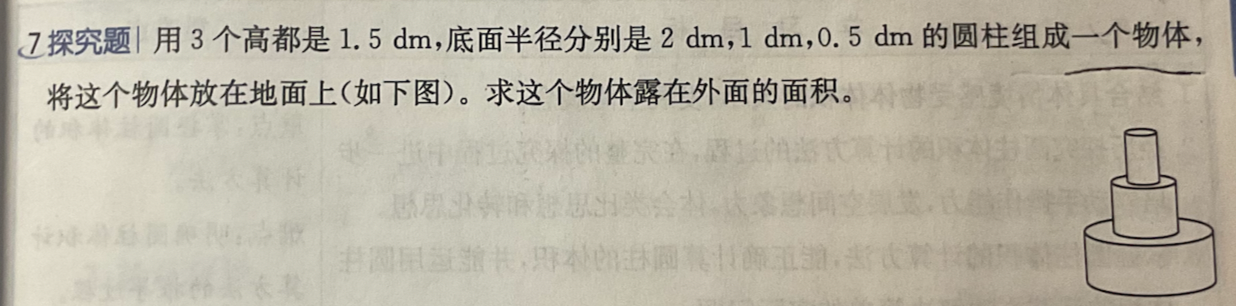 7 探究题 用 3 个高都是 1.5 dm,底面半径分别是 2 dm,1 dm,0.5 dm 的圆柱组成一个物体,
将这个物体放在地面上(如下图)。求这个物体露在外面的面积。